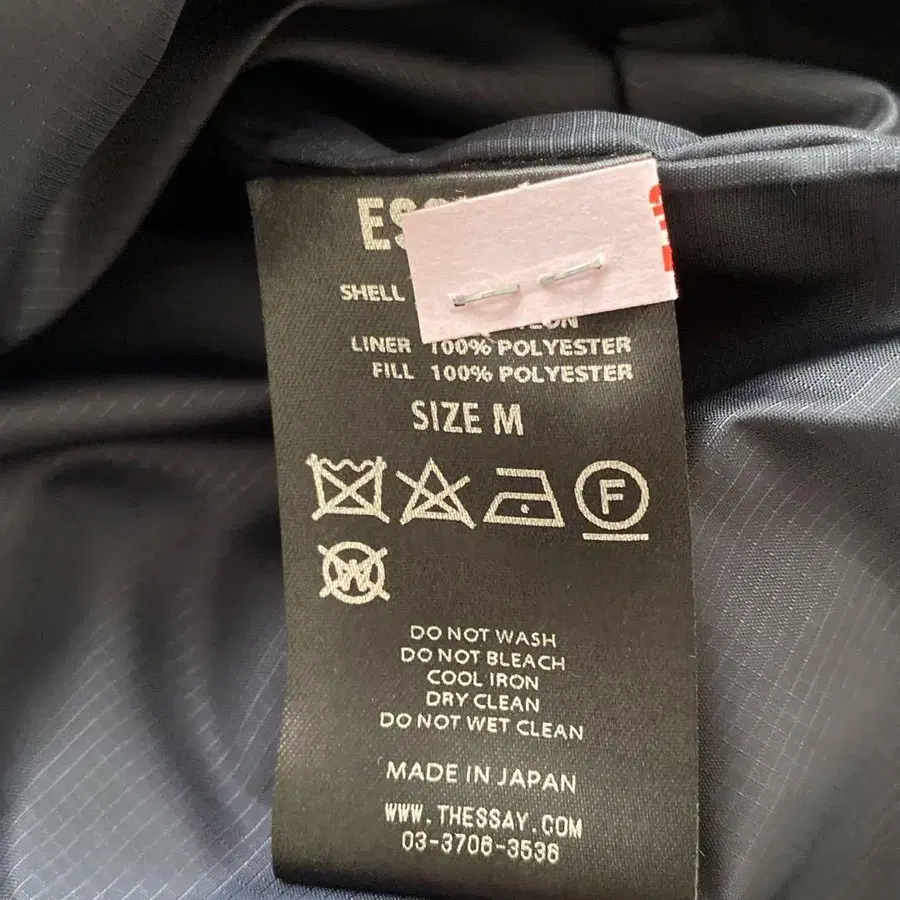 SHELL
LINER 100% POLYESTER
FILL 100% POLYESTER
SIZE M
F
W
DO NOT WASH
DO NOT BLEACH
COOL IRON
DRY CLEAN
DO NOT WET CLEAN
MADE IN JAPAN
WWW.THESSAY.COM
03-3706-3536